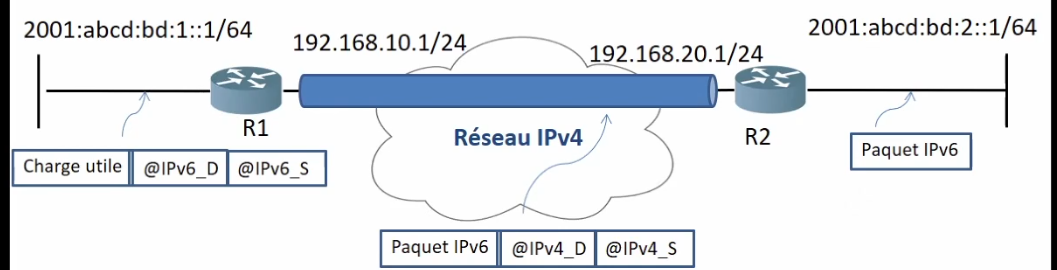 2001:abcd:bd:1::1/64
2001:abcd:bd:2::1/64
192.168.10.1/24
192.168.20.1/24
R1
Réseau IPv4
R2
Charge utile @IPv6_D @IPv6_S
Paquet IPv6
Paquet IPv6 @IPv4_D @IPv4_S